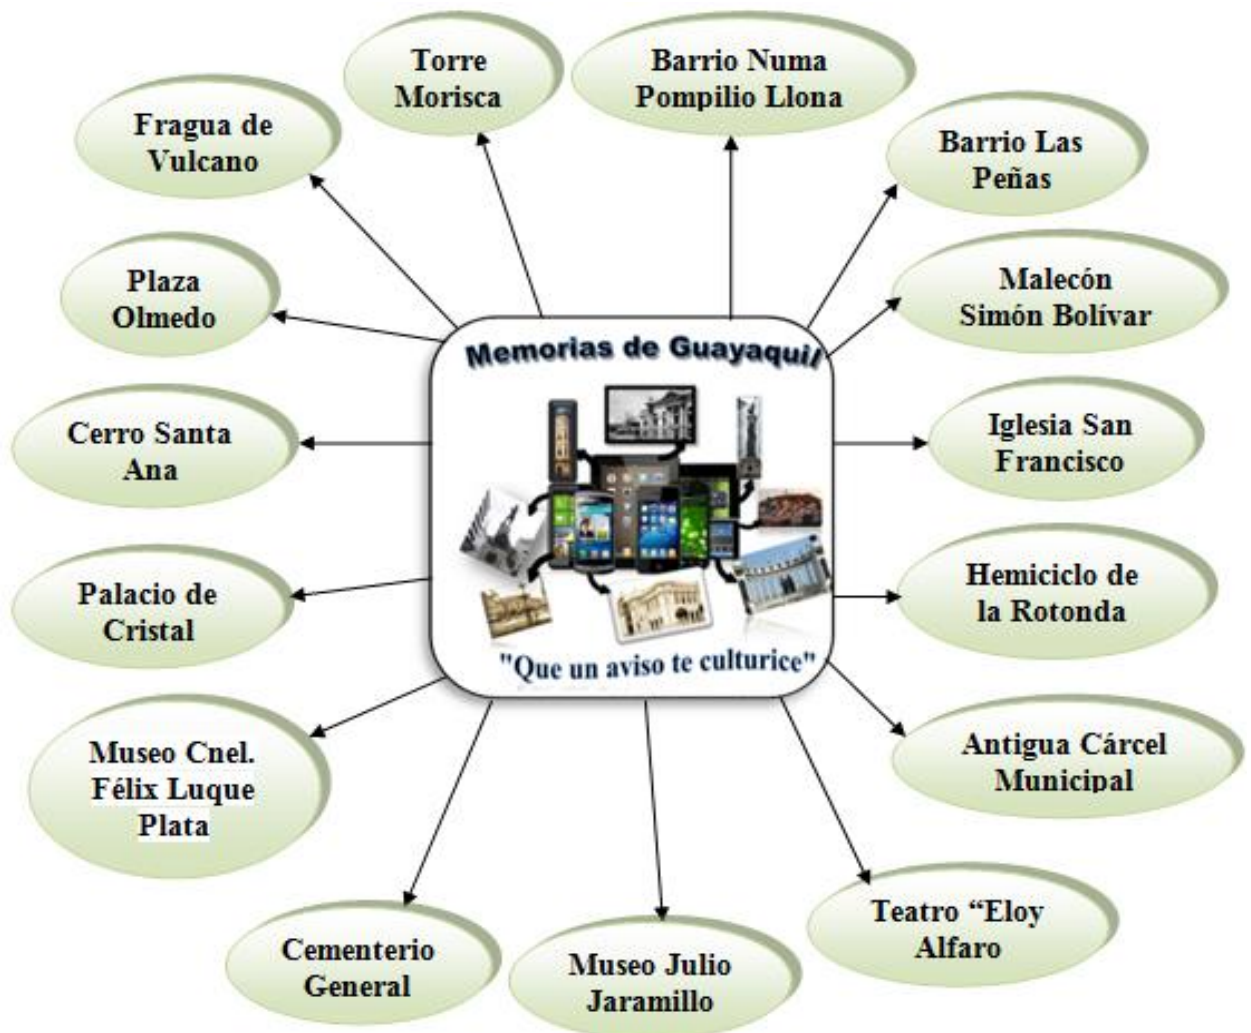 Torre
Morisca
Barrio Numa
Pompilio Llona
Fragua de
Vulcano
Barrio Las
Peñas
Plaza
Olmedo
Malecón
Simón Bolívar
Memorias de Guayaquil
Cerro Santa
Ana
Iglesia San
Francisco
Palacio de
Cristal
Hemiciclo de
la Rotonda
"Que un aviso te culturice"
Museo Cnel.
Félix Luque
Plata
Antigua Cárcel
Municipal
Cementerio
General
Museo Julio
Jaramillo
Teatro “Eloy
Alfaro